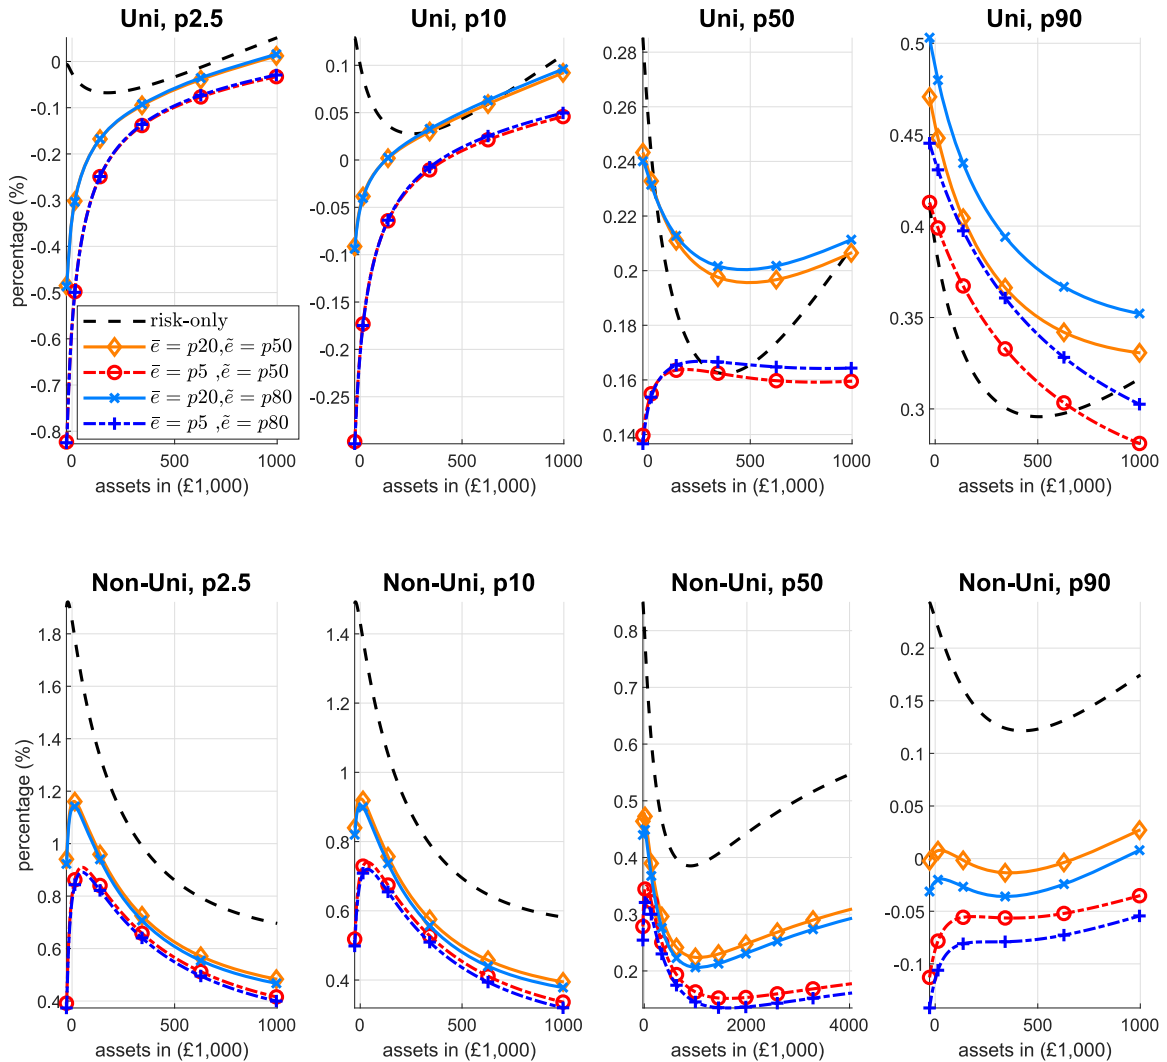 Uni, p2.5
Uni, p10
Uni, p50
Uni, p90
percentage (%)
0
-0.1
-0.2
-0.3
-0.4
-0.5
-0.6
-0.7
-0.8
0.1
0.05
0
-0.05
-0.1
-0.15
-0.2
-0.25
0.28
0.26
0.24
0.22
0.2
0.18
0.16
0.14
0.5
0.45
0.4
0.35
0.3
risk-only
ē = p20,ẽ = p50
ē = p5 ,ẽ = p50
ē = p20,ẽ = p80
ē = p5 ,ẽ = p80
0 500 1000
0 500 1000
0 500 1000
0 500 1000
assets in (£1,000)
assets in (£1,000)
assets in (£1,000)
assets in (£1,000)
Non-Uni, p2.5
Non-Uni, p10
Non-Uni, p50
Non-Uni, p90
percentage (%)
1.8
1.6
1.4
1.2
1
0.8
0.6
0.4
1.4
1.2
1
0.8
0.6
0.4
0.8
0.7
0.6
0.5
0.4
0.3
0.2
0.2
0.15
0.1
0.05
0
-0.05
-0.1
0 500 1000
0 500 1000
0 2000 4000
0 500 1000
assets in (£1,000)
assets in (£1,000)
assets in (£1,000)
assets in (£1,000)